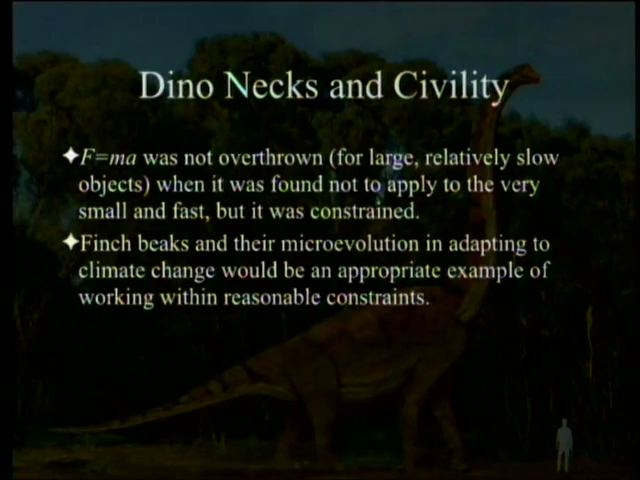 Dino Necks and Civility
✦F=ma was not overthrown (for large, relatively slow
objects) when it was found not to apply to the very
small and fast, but it was constrained.
✦Finch beaks and their microevolution in adapting to
climate change would be an appropriate example of
working within reasonable constraints.